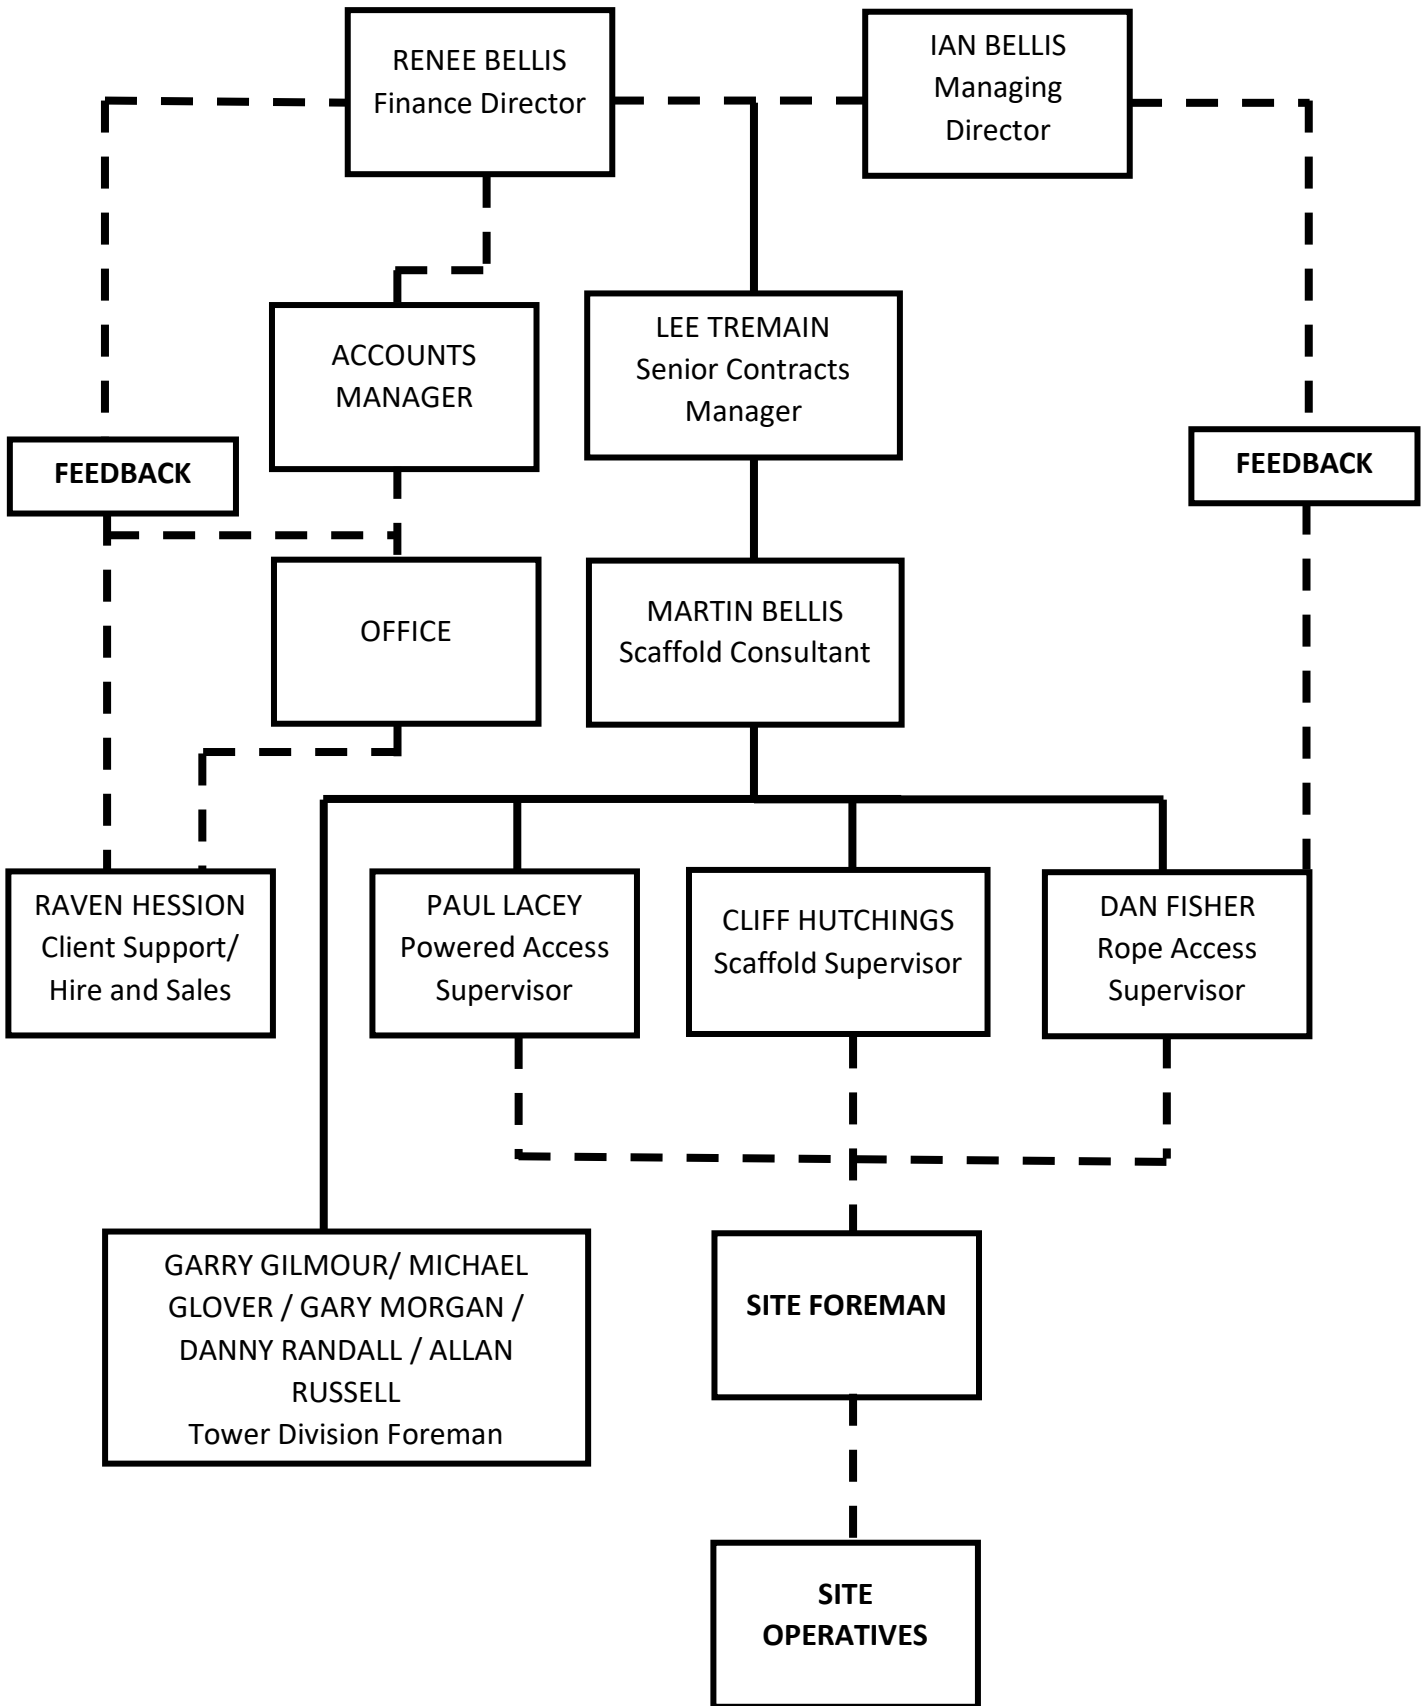 RENEE BELLIS
Finance Director
IAN BELLIS
Managing
Director
ACCOUNTS
MANAGER
LEE TREMAIN
Senior Contracts
Manager
FEEDBACK
FEEDBACK
OFFICE
MARTIN BELLIS
Scaffold Consultant
RAVEN HESSION
Client Support/
Hire and Sales
PAUL LACEY
Powered Access
Supervisor
CLIFF HUTCHINGS
Scaffold Supervisor
DAN FISHER
Rope Access
Supervisor
GARRY GILMOUR/ MICHAEL
GLOVER / GARY MORGAN /
DANNY RANDALL / ALLAN
RUSSELL
Tower Division Foreman
SITE FOREMAN
SITE
OPERATIVES